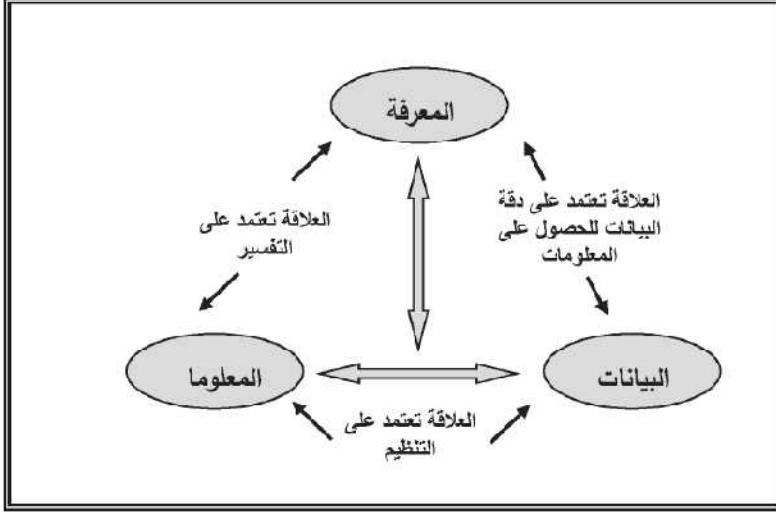 المعرفة
العلاقة تعتمد على دقة
البيانات للحصول على
المعلومات
العلاقة تعتمد على
التفسير
البيانات
المعلوما
العلاقة تعتمد على
التنظيم